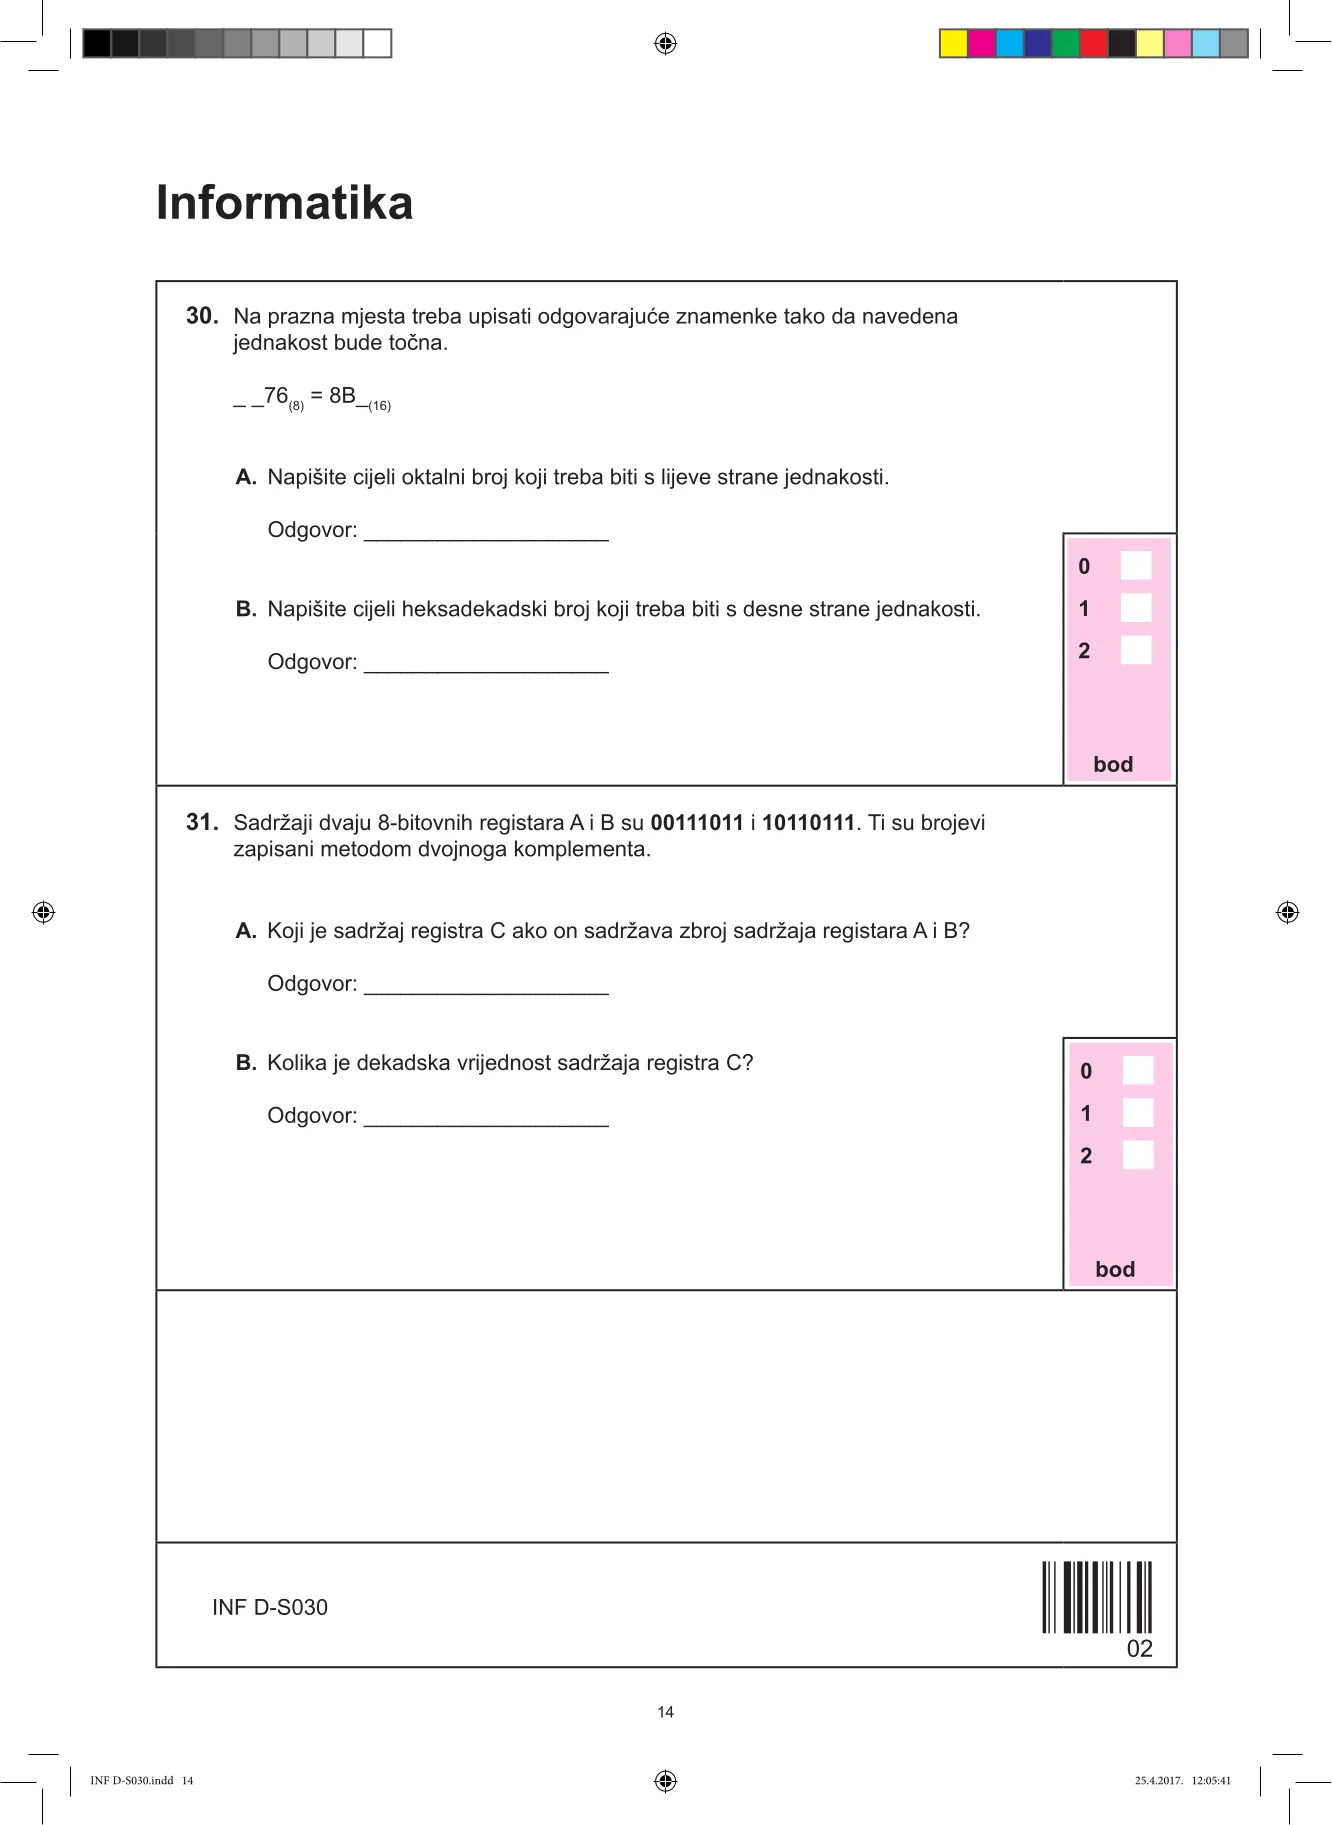 Informatika
30. Na prazna mjesta treba upisati odgovarajuće znamenke tako da navedena
jednakost bude točna.
_ _76(8) = 8B_(16)
A. Napišite cijeli oktalni broj koji treba biti s lijeve strane jednakosti.
Odgovor: ____________________
0
B. Napišite cijeli heksadekadski broj koji treba biti s desne strane jednakosti.
1
Odgovor: ____________________
2
bod
31. Sadržaji dvaju 8-bitovnih registara A i B su 00111011 i 10110111. Ti su brojevi
zapisani metodom dvojnoga komplementa.
A. Koji je sadržaj registra C ako on sadržava zbroj sadržaja registara A i B?
Odgovor: ____________________
B. Kolika je dekadska vrijednost sadržaja registra C?
0
Odgovor: ____________________
1
2
bod
INF D-S030
02
14
INF D-S030.indd 14
25.4.2017. 12:05:41